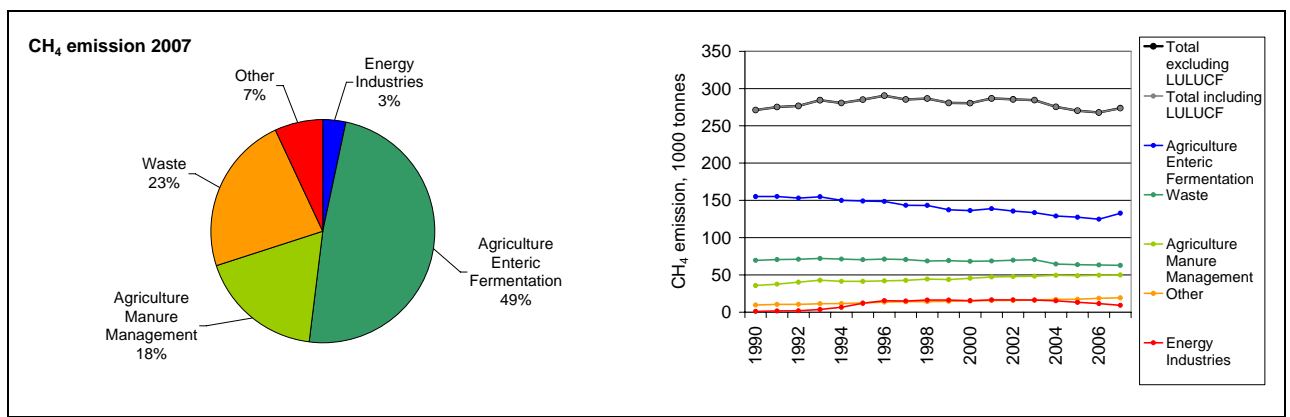 CH₄ emission 2007
Energy
Industries
3%
Other
7%
Waste
23%
Agriculture
Enteric
Fermentation
49%
Agriculture
Manure
Management
18%
CH₄ emission, 1000 tonnes
350
300
250
200
150
100
50
0
1990
1992
1994
1996
1998
2000
2002
2004
2006
Total
excluding
LULUCF
Total including
LULUCF
Agriculture
Enteric
Fermentation
Waste
Agriculture
Manure
Management
Other
Energy
Industries